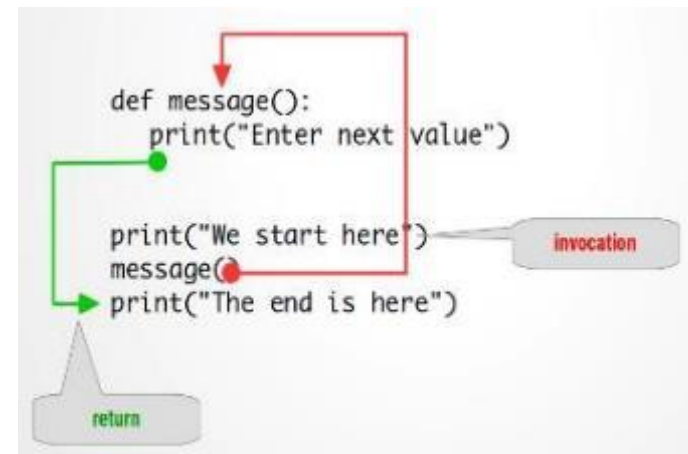 def message():
    print("Enter next value")
print("We start here")
invocation
message()
print("The end is here")
return